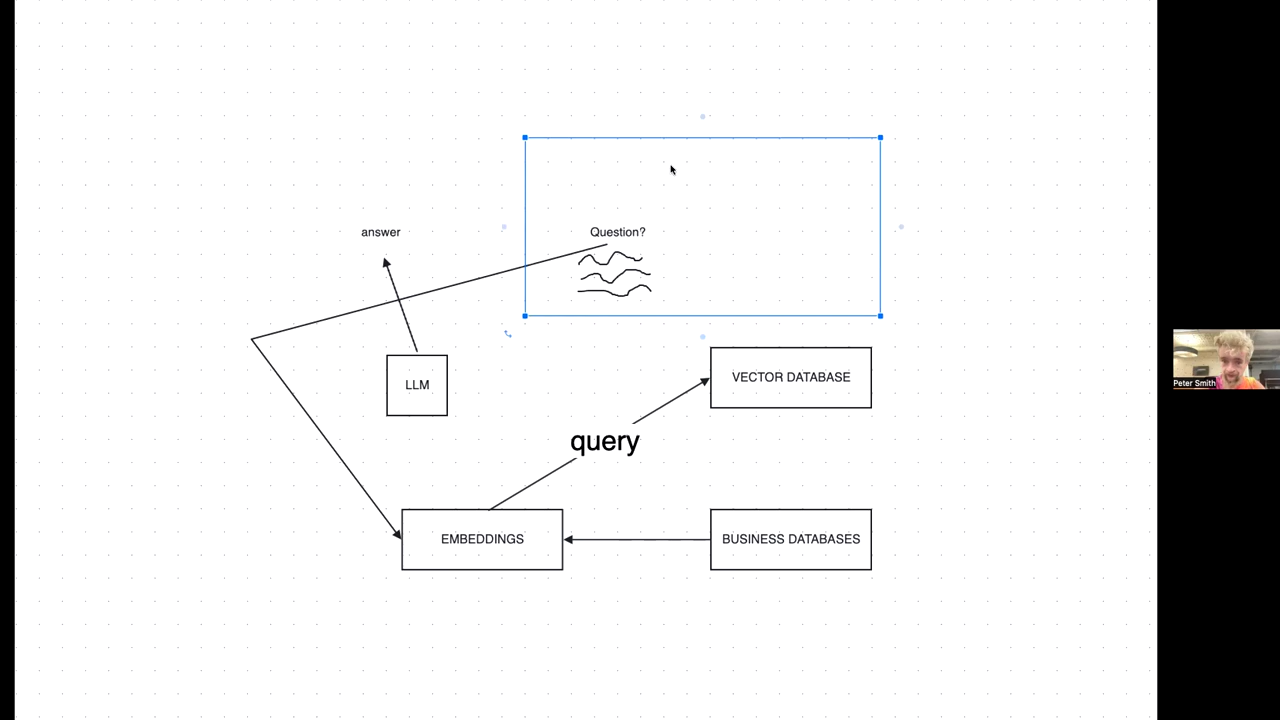 answer
Question?
LLM
VECTOR DATABASE
query
EMBEDDINGS
BUSINESS DATABASES
Peter Smith